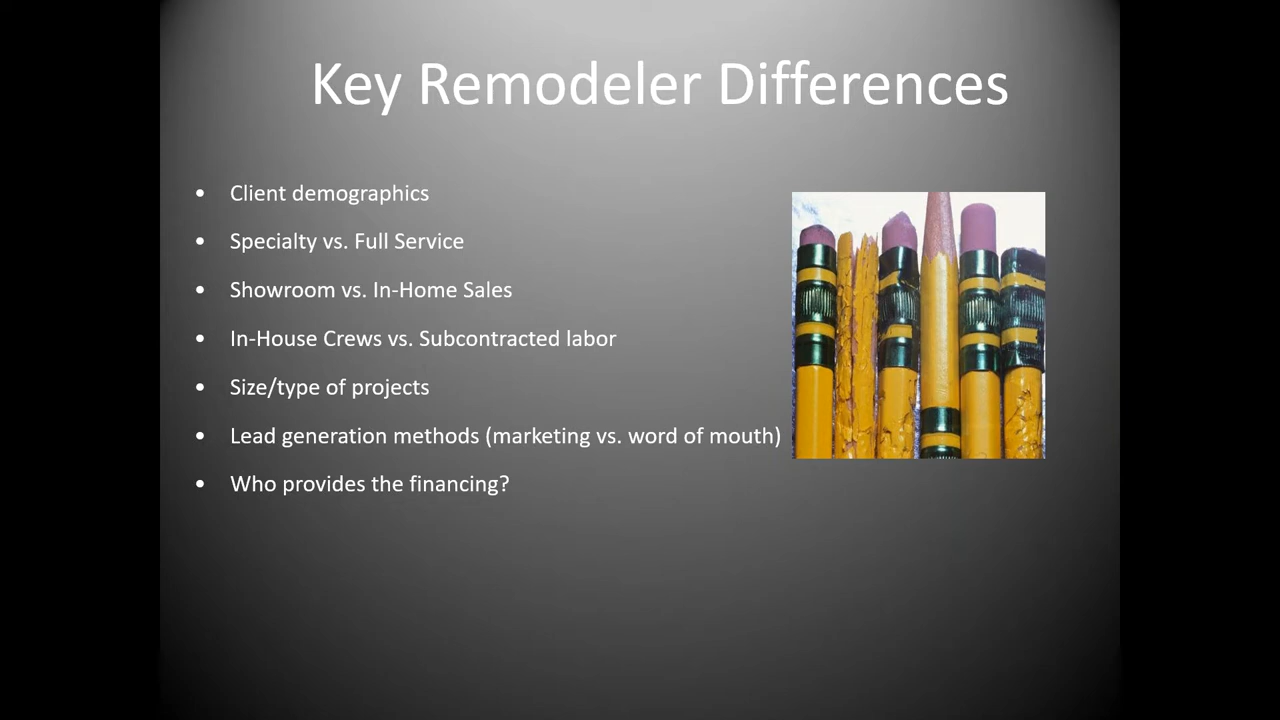 Key Remodeler Differences
• Client demographics
• Specialty vs. Full Service
• Showroom vs. In-Home Sales
• In-House Crews vs. Subcontracted labor
• Size/type of projects
• Lead generation methods (marketing vs. word of mouth)
• Who provides the financing?